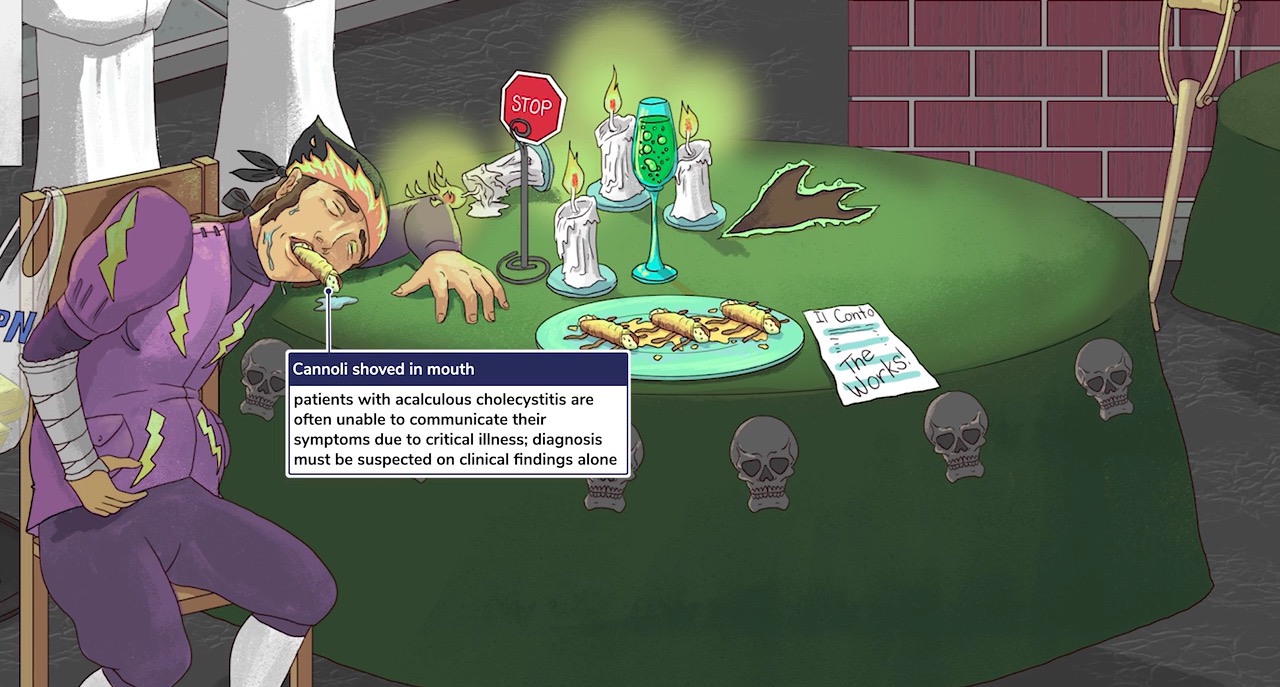 STOP
PN
Il Conto
The
Works!
Cannoli shoved in mouth
patients with acalculous cholecystitis are
often unable to communicate their
symptoms due to critical illness; diagnosis
must be suspected on clinical findings alone